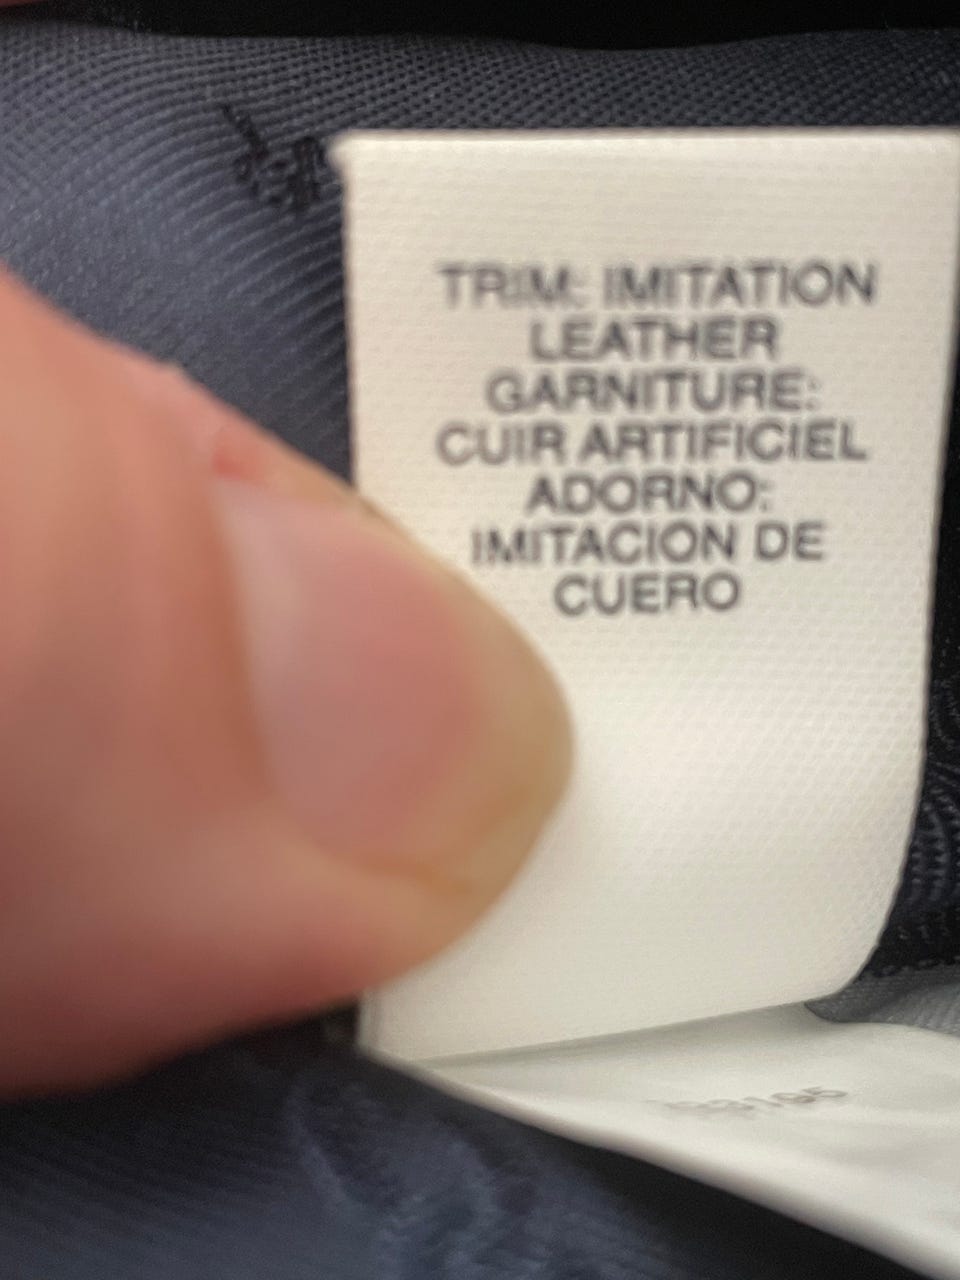 TRIM: IMITATION
LEATHER
GARNITURE:
CUIR ARTIFICIEL
ADORNO:
IMITACION DE
CUERO